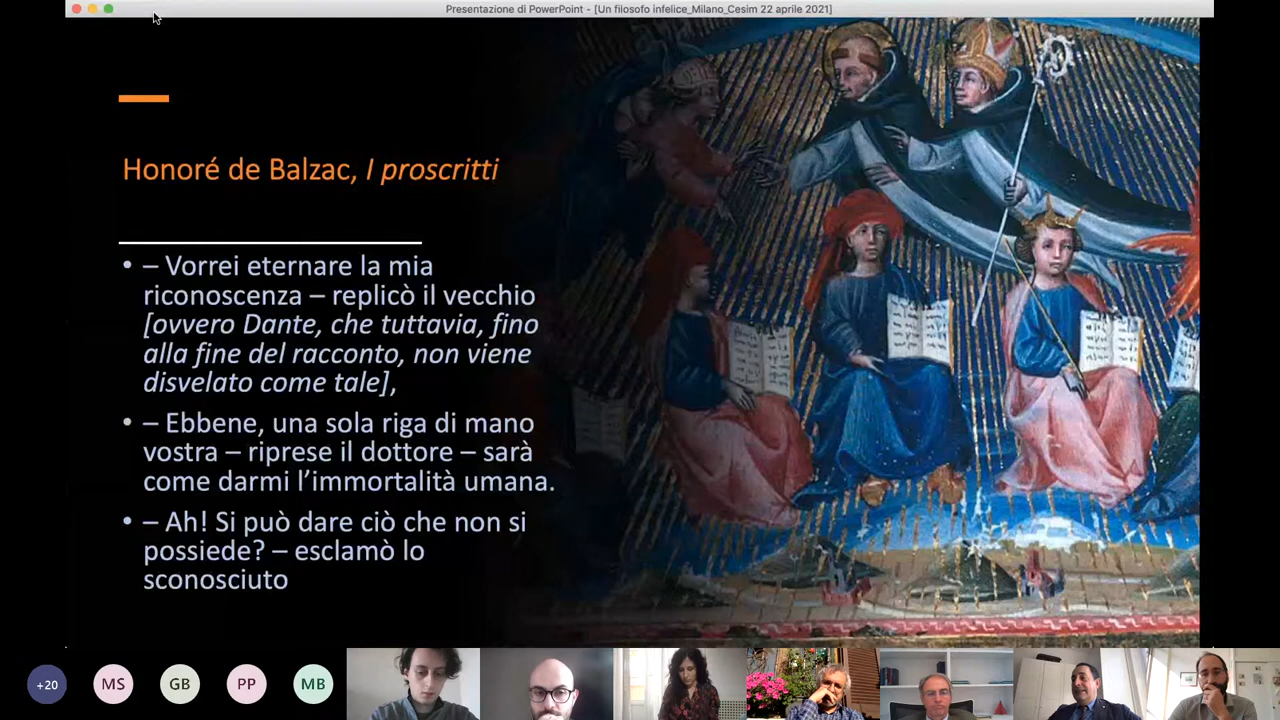 Presentazione di PowerPoint - [Un filosofo infelice_Milano_Cesim 22 aprile 2021]
Honoré de Balzac, I proscritti
• – Vorrei eternare la mia
riconoscenza – replicò il vecchio
[ovvero Dante, che tuttavia, fino
alla fine del racconto, non viene
disvelato come tale],
• – Ebbene, una sola riga di mano
vostra – riprese il dottore – sarà
come darmi l’immortalità umana.
• – Ah! Si può dare ciò che non si
possiede? – esclamò lo
sconosciuto
+20
MS
GB
PP
MB